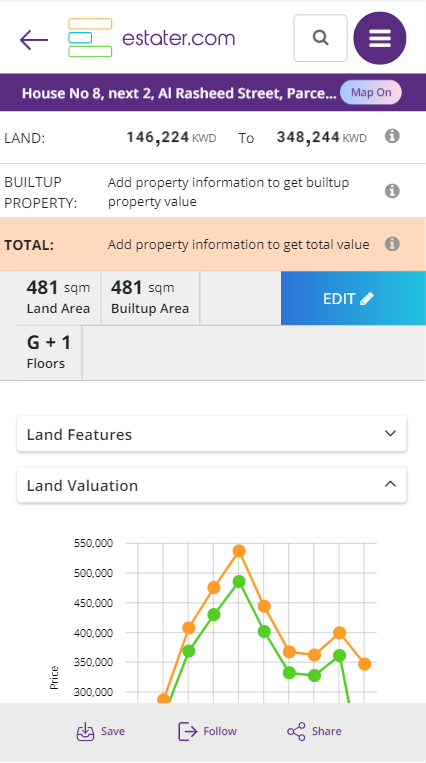 estater.com
House No 8, next 2, Al Rasheed Street, Parce... Map On
LAND: 146,224 KWD To 348,244 KWD
BUILTUP PROPERTY: Add property information to get builtup property value
TOTAL: Add property information to get total value
481 sqm 481 sqm
Land Area Builtup Area
EDIT
G + 1
Floors
Land Features
Land Valuation
550,000
500,000
450,000
400,000
350,000
300,000
Price
Save Follow Share